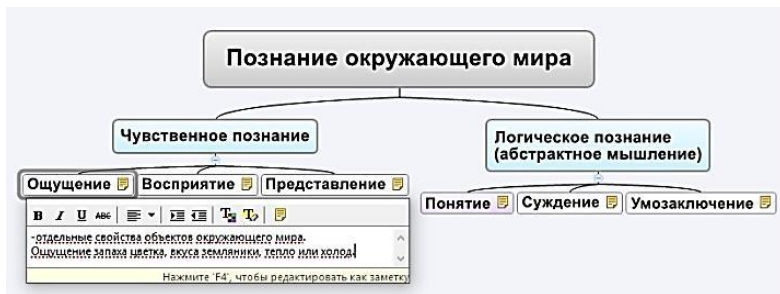 Познание окружающего мира
Чувственное познание
Логическое познание
(абстрактное мышление)
Ощущение Восприятие Представление
Понятие Суждение Умозаключение
B I U ABC
-отдельные свойства объектов окружающего мира.
Ощущение запаха цветка, вкуса земляники, тепло или холод.
Нажмите 'F4', чтобы редактировать как заметку